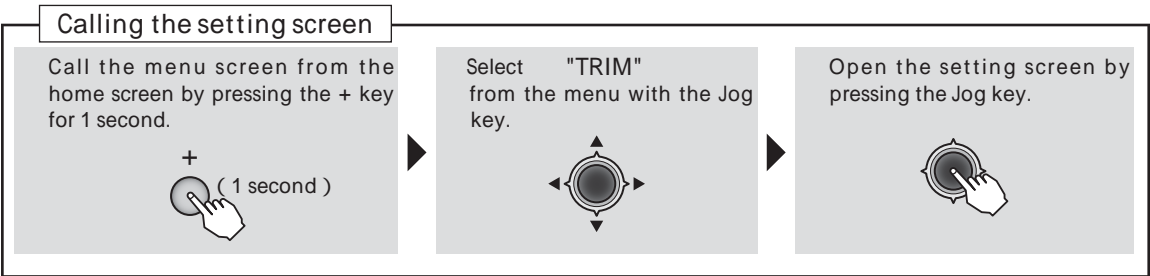 Calling the setting screen
Call the menu screen from the
home screen by pressing the + key
for 1 second.
+
( 1 second )
Select "TRIM"
from the menu with the Jog
key.
Open the setting screen by
pressing the Jog key.